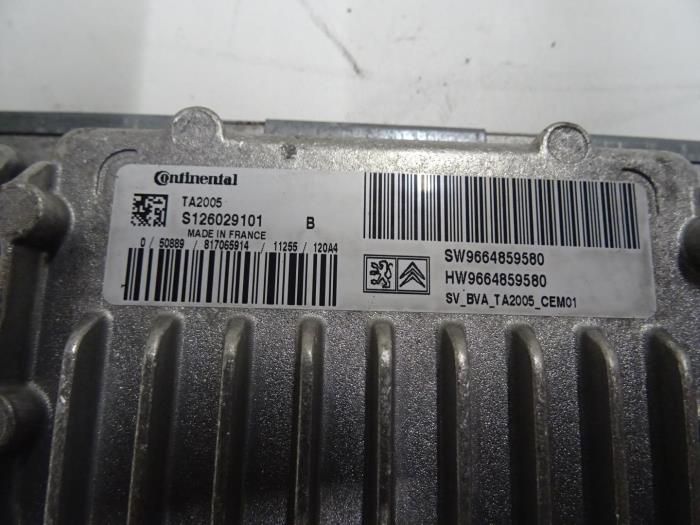 Continental
TA2005
S126029101 B
MADE IN FRANCE
0 / 50889 / 817065914 / 11255 / 120A4
SW9664859580
HW9664859580
SV_BVA_TA2005_CEM01